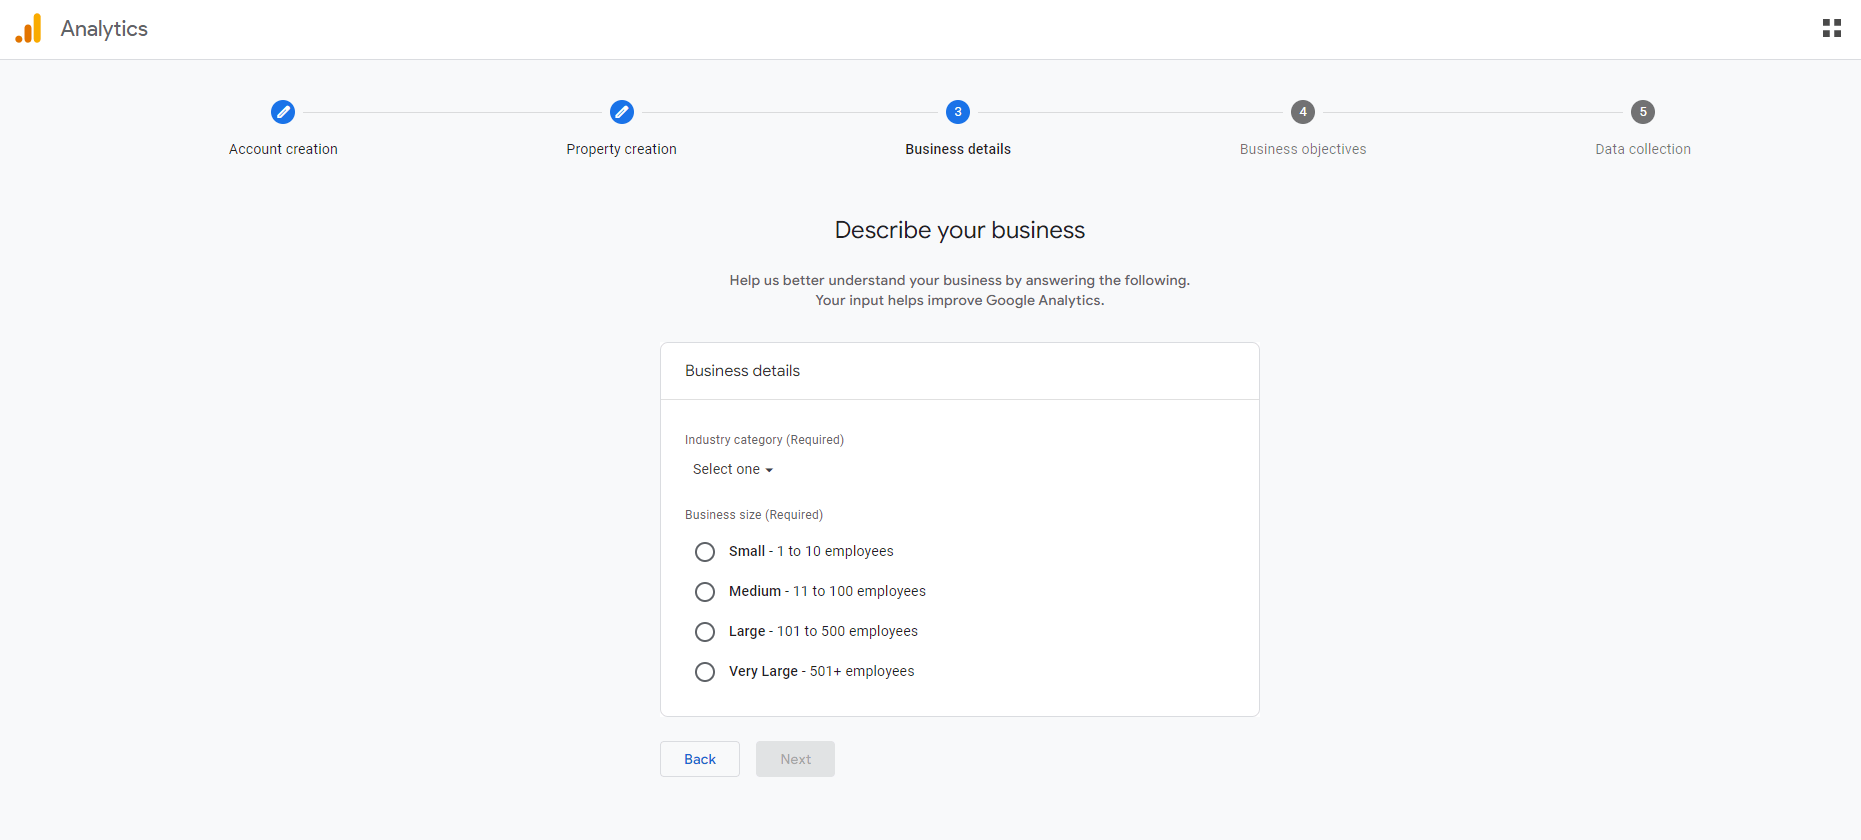 Analytics
3
4
5
Account creation
Property creation
Business details
Business objectives
Data collection
Describe your business
Help us better understand your business by answering the following.
Your input helps improve Google Analytics.
Business details
Industry category (Required)
Select one
Business size (Required)
Small - 1 to 10 employees
Medium - 11 to 100 employees
Large - 101 to 500 employees
Very Large - 501+ employees
Back
Next